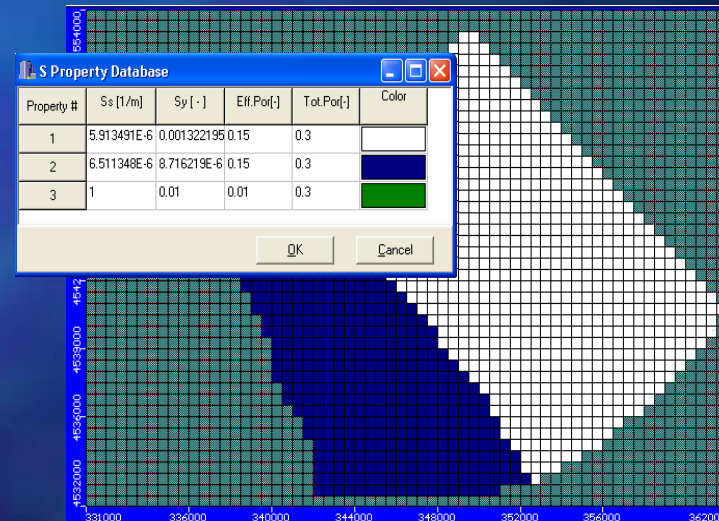 554000
S Property Database
Property # Ss [1/m] Sy [ - ] Eff.Por[-] Tot.Por[-] Color
1 5.913491E-6 0.001322195 0.15 0.3
2 6.511348E-6 8.716219E-6 0.15 0.3
3 1 0.01 0.01 0.3
OK Cancel
4542
4539000
4536000
4532000
331000 336000 340000 344000 348000 352000 356000 36200